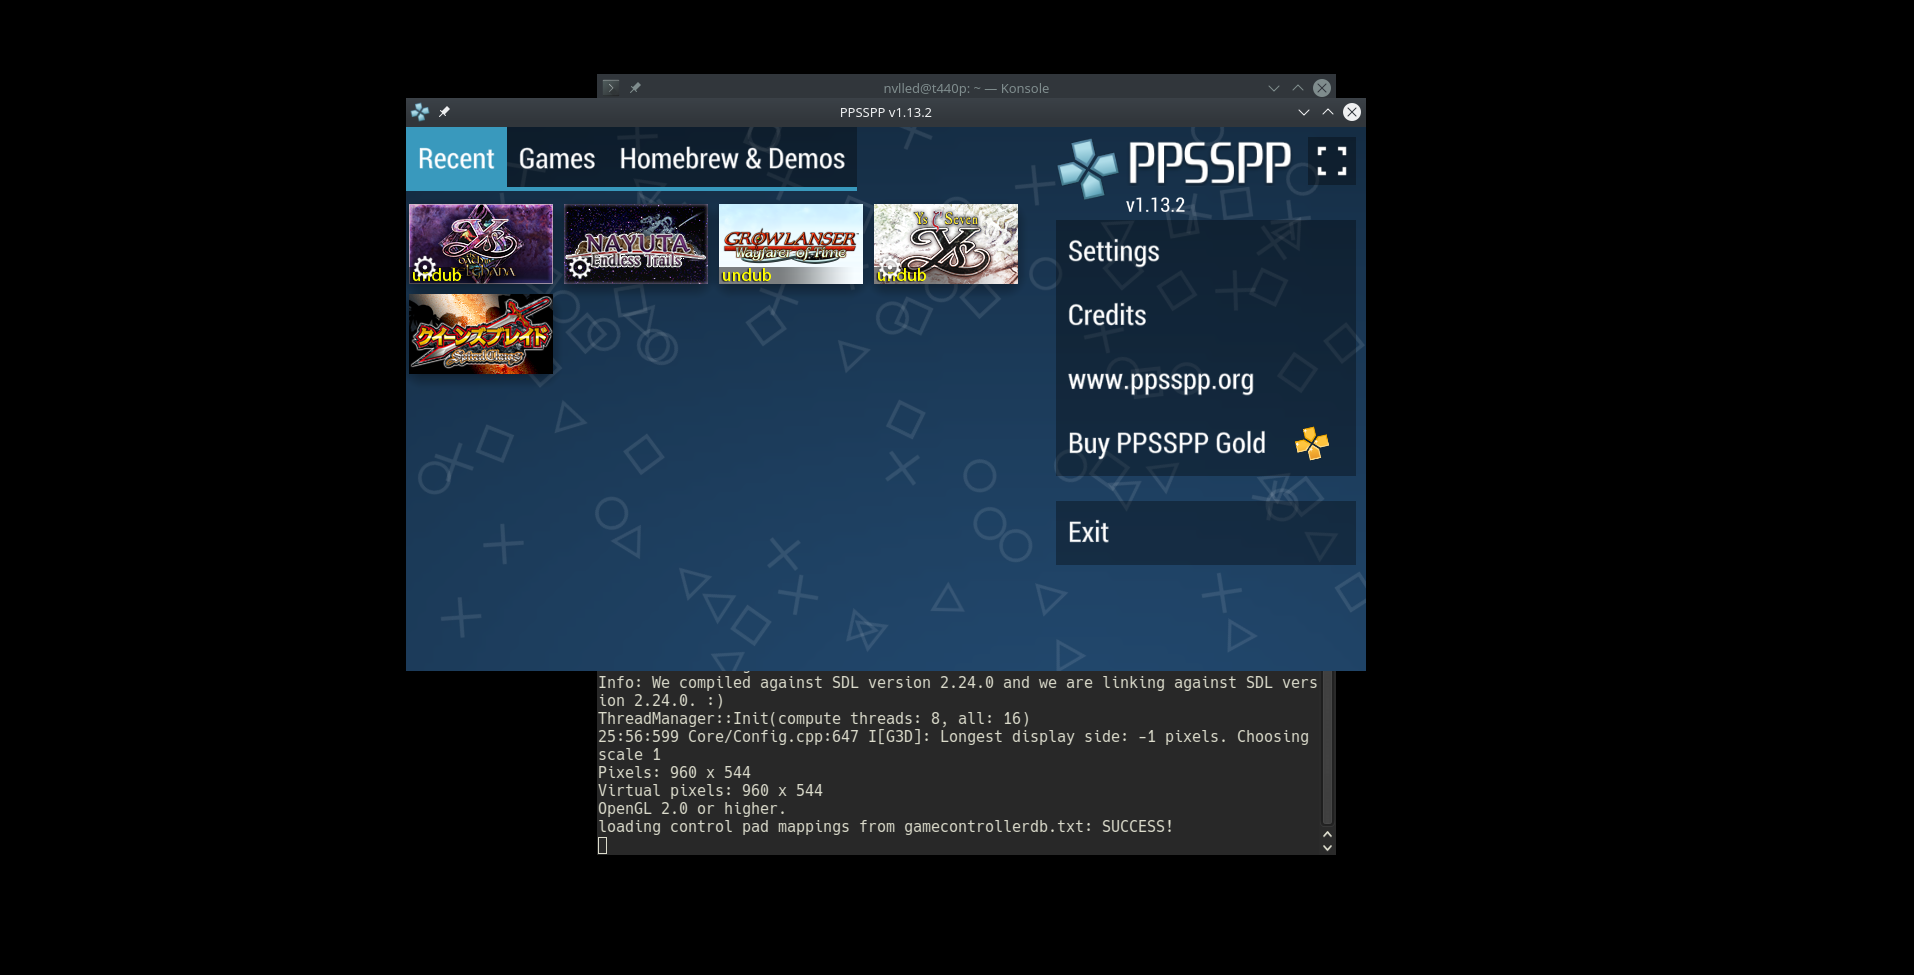 nvlled@t440p: ~ — Konsole
PPSSPP v1.13.2
Recent
Games
Homebrew & Demos
PPSSPP
v1.13.2
Ys
undub
NAYUTA
Endless Trails
GROWLANSER
Wayfarer of Time
undub
Ys Seven
Ys
undub
クイーンズブレイド
Settings
Credits
www.ppsspp.org
Buy PPSSPP Gold
Exit
Info: We compiled against SDL version 2.24.0 and we are linking against SDL vers
ion 2.24.0. :)
ThreadManager::Init(compute threads: 8, all: 16)
25:56:599 Core/Config.cpp:647 I[G3D]: Longest display side: -1 pixels. Choosing
scale 1
Pixels: 960 x 544
Virtual pixels: 960 x 544
OpenGL 2.0 or higher.
loading control pad mappings from gamecontrollerdb.txt: SUCCESS!